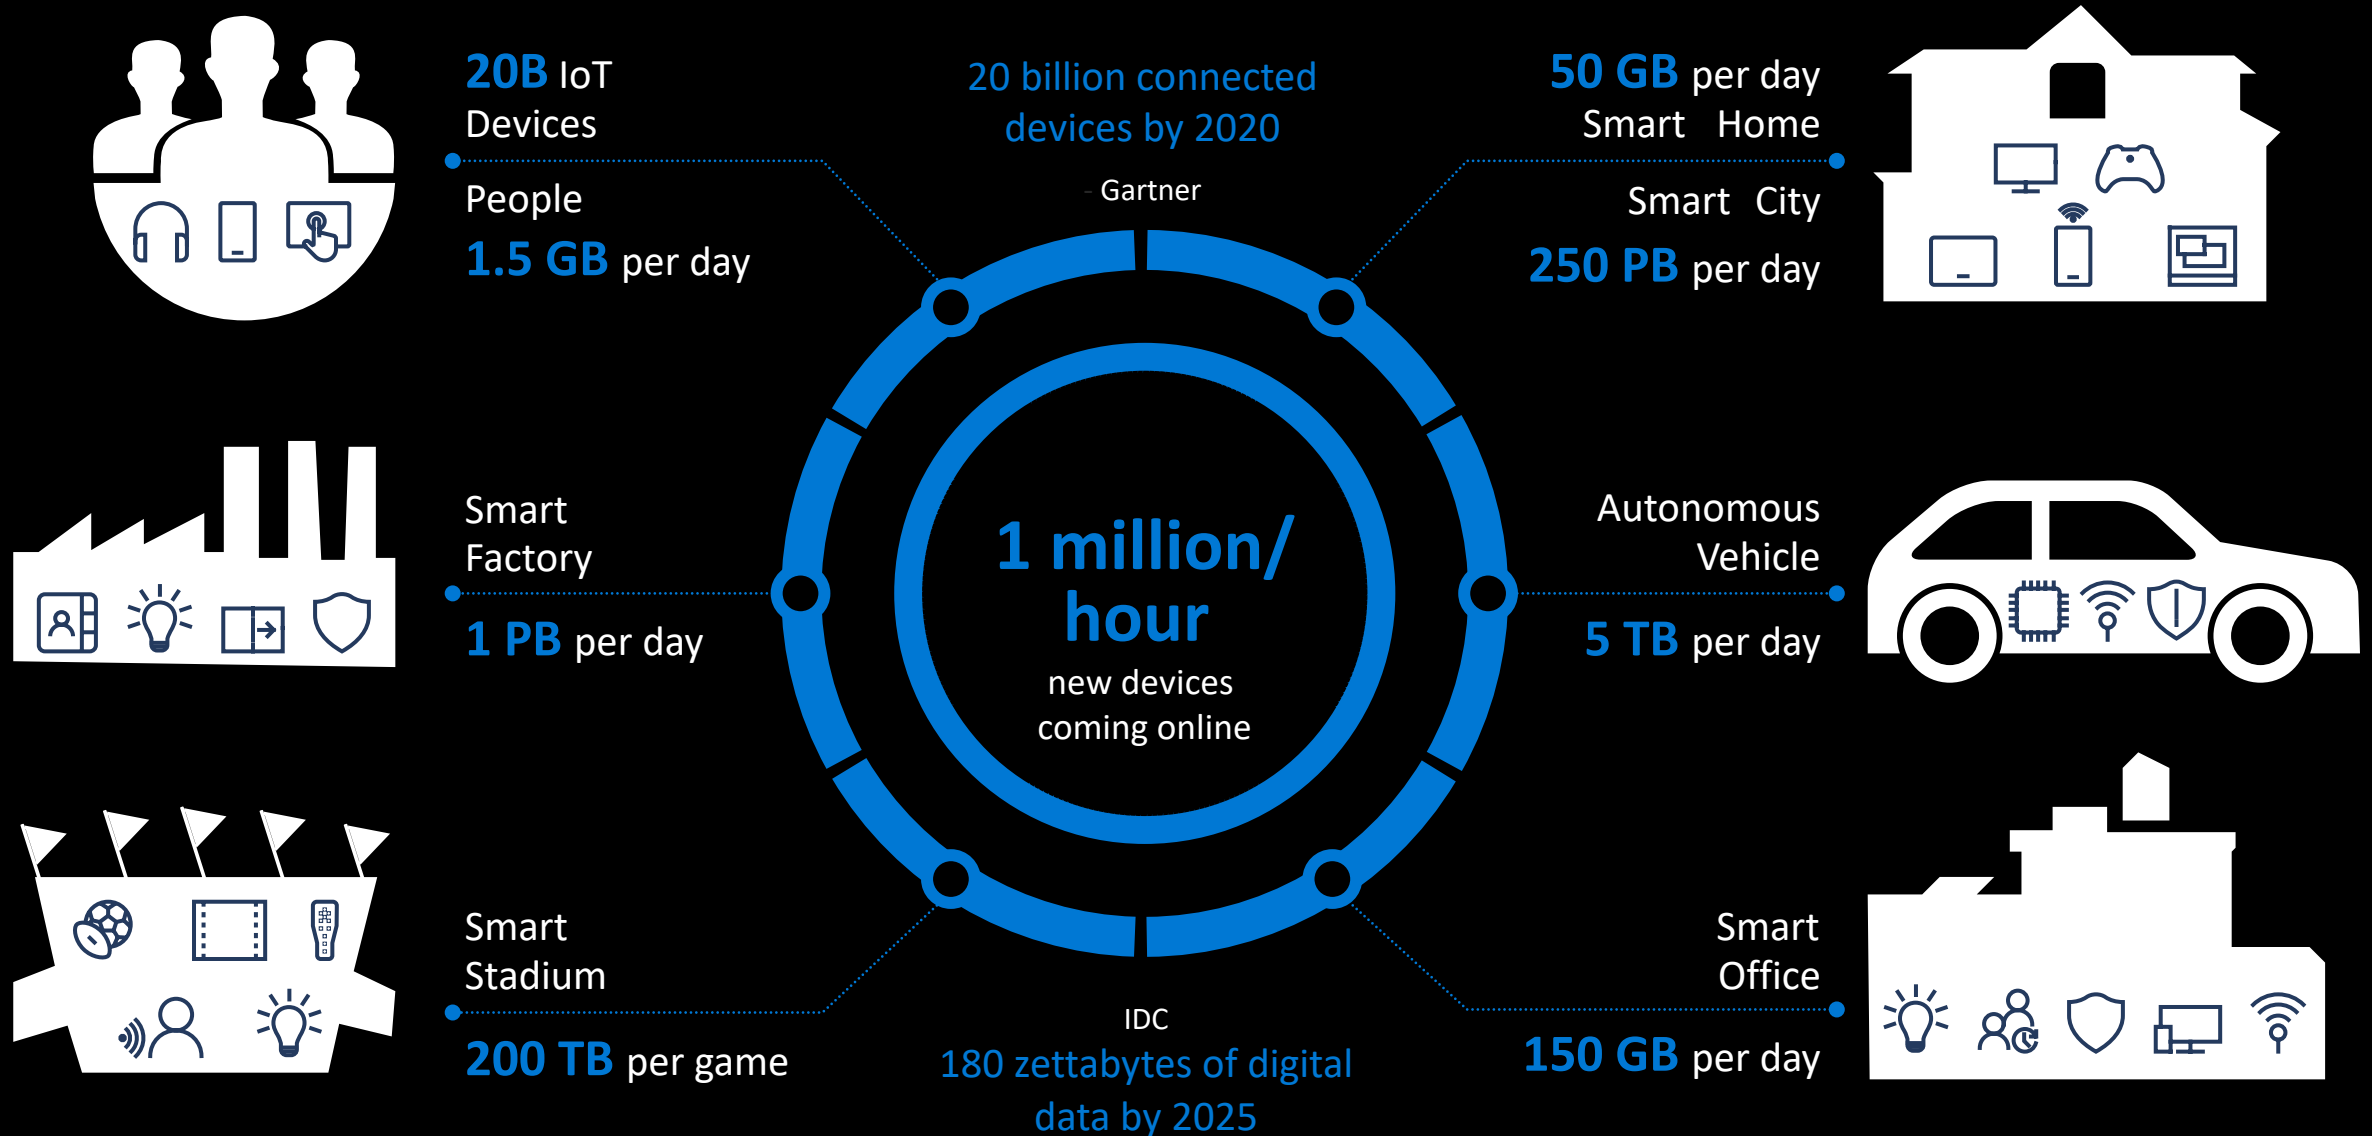 20B IoT
Devices
People
1.5 GB per day
20 billion connected
devices by 2020
- Gartner
50 GB per day
Smart Home
Smart City
250 PB per day
Smart
Factory
1 PB per day
1 million/
hour
new devices
coming online
Autonomous
Vehicle
5 TB per day
Smart
Stadium
200 TB per game
IDC
180 zettabytes of digital
data by 2025
Smart
Office
150 GB per day